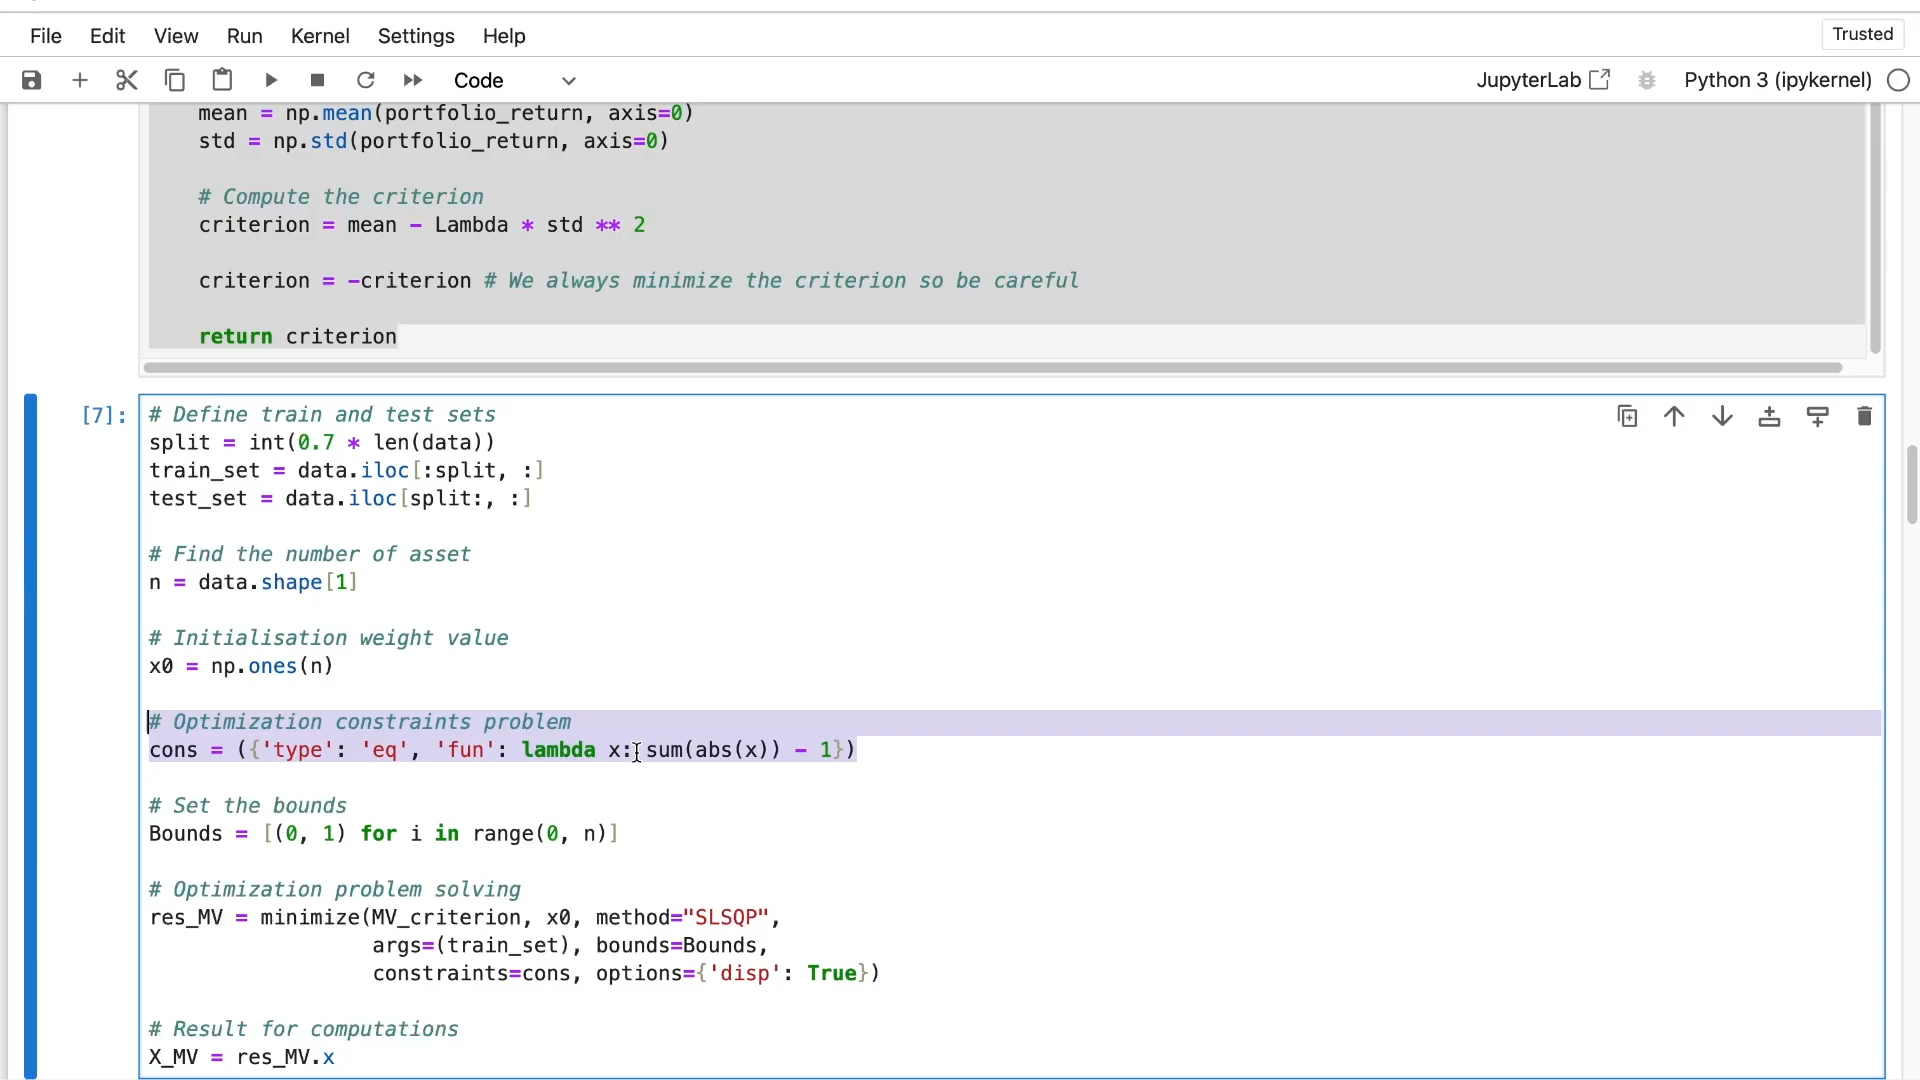 File Edit View Run Kernel Settings Help
Trusted
Code
JupyterLab
Python 3 (ipykernel)
mean = np.mean(portfolio_return, axis=0)
std = np.std(portfolio_return, axis=0)
# Compute the criterion
criterion = mean - Lambda * std ** 2
criterion = -criterion # We always minimize the criterion so be careful
return criterion
[7]:
# Define train and test sets
split = int(0.7 * len(data))
train_set = data.iloc[:split, :]
test_set = data.iloc[split:, :]
# Find the number of asset
n = data.shape[1]
# Initialisation weight value
x0 = np.ones(n)
# Optimization constraints problem
cons = ({'type': 'eq', 'fun': lambda x: sum(abs(x)) - 1})
# Set the bounds
Bounds = [(0, 1) for i in range(0, n)]
# Optimization problem solving
res_MV = minimize(MV_criterion, x0, method="SLSQP",
args=(train_set), bounds=Bounds,
constraints=cons, options={'disp': True})
# Result for computations
X_MV = res_MV.x